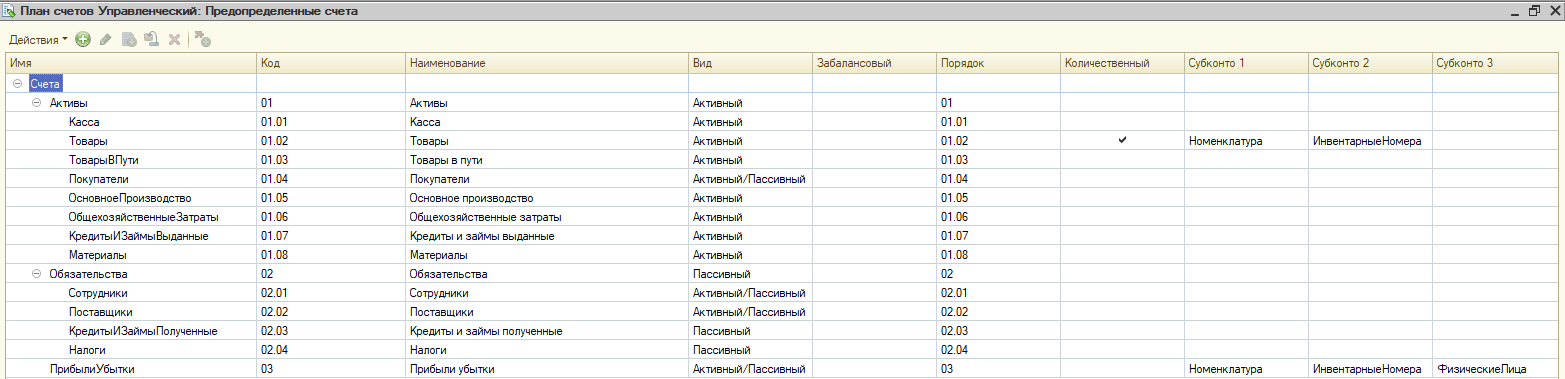 План счетов Управленческий: Предопределенные счета
Действия
Имя Код Наименование Вид Забалансовый Порядок Количественный Субконто 1 Субконто 2 Субконто 3
Счета
Активы 01 Активы Активный 01
Касса 01.01 Касса Активный 01.01
Товары 01.02 Товары Активный 01.02 Номенклатура ИнвентарныеНомера
ТоварыВПути 01.03 Товары в пути Активный 01.03
Покупатели 01.04 Покупатели Активный/Пассивный 01.04
ОсновноеПроизводство 01.05 Основное производство Активный 01.05
ОбщехозяйственныеЗатраты 01.06 Общехозяйственные затраты Активный 01.06
КредитыИЗаймыВыданные 01.07 Кредиты и займы выданные Активный 01.07
Материалы 01.08 Материалы Активный 01.08
Обязательства 02 Обязательства Пассивный 02
Сотрудники 02.01 Сотрудники Активный/Пассивный 02.01
Поставщики 02.02 Поставщики Активный/Пассивный 02.02
КредитыИЗаймыПолученные 02.03 Кредиты и займы полученные Пассивный 02.03
Налоги 02.04 Налоги Пассивный 02.04
ПрибылиУбытки 03 Прибыли убытки Активный/Пассивный 03 Номенклатура ИнвентарныеНомера ФизическиеЛица